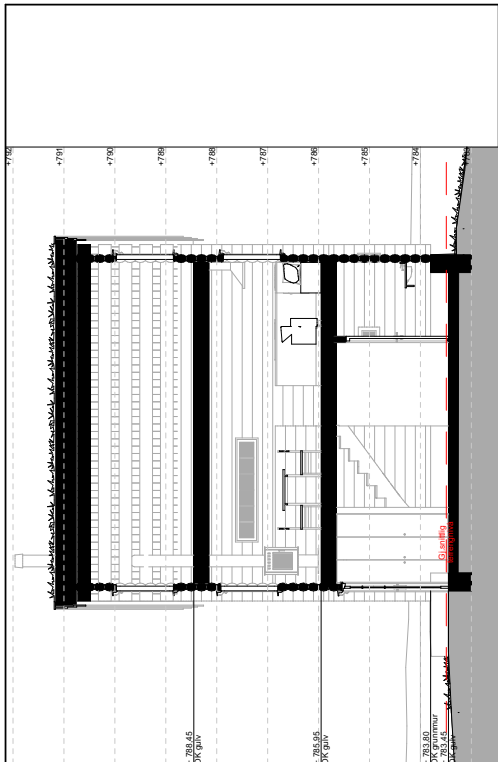 +792
+791
+790
+789
+788
+787
+786
+785
+784
+783
Gj.snittlig
terrengnivå
788.45
OK gulv
785.95
OK gulv
783.80
OK grunnmur
783.45
OK gulv